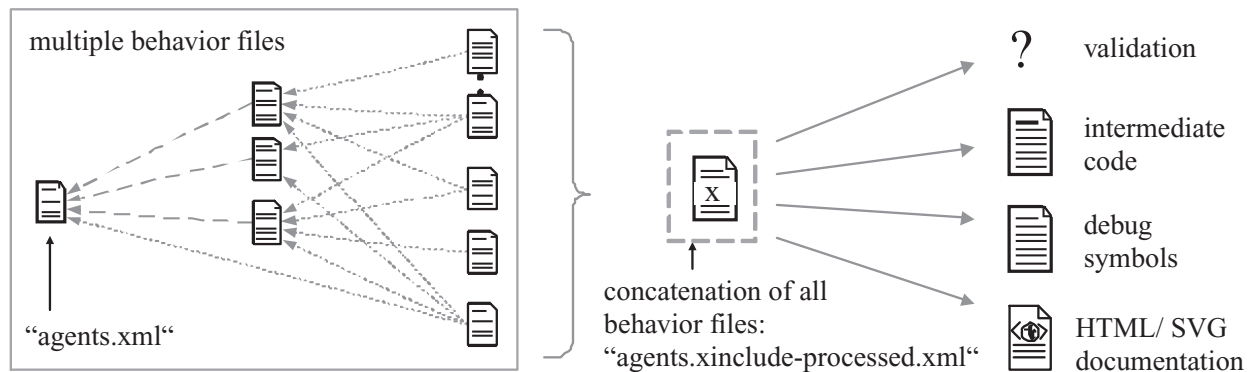 multiple behavior files
“agents.xml“
X
concatenation of all
behavior files:
“agents.xinclude-processed.xml“
?
validation
intermediate
code
debug
symbols
HTML/ SVG
documentation